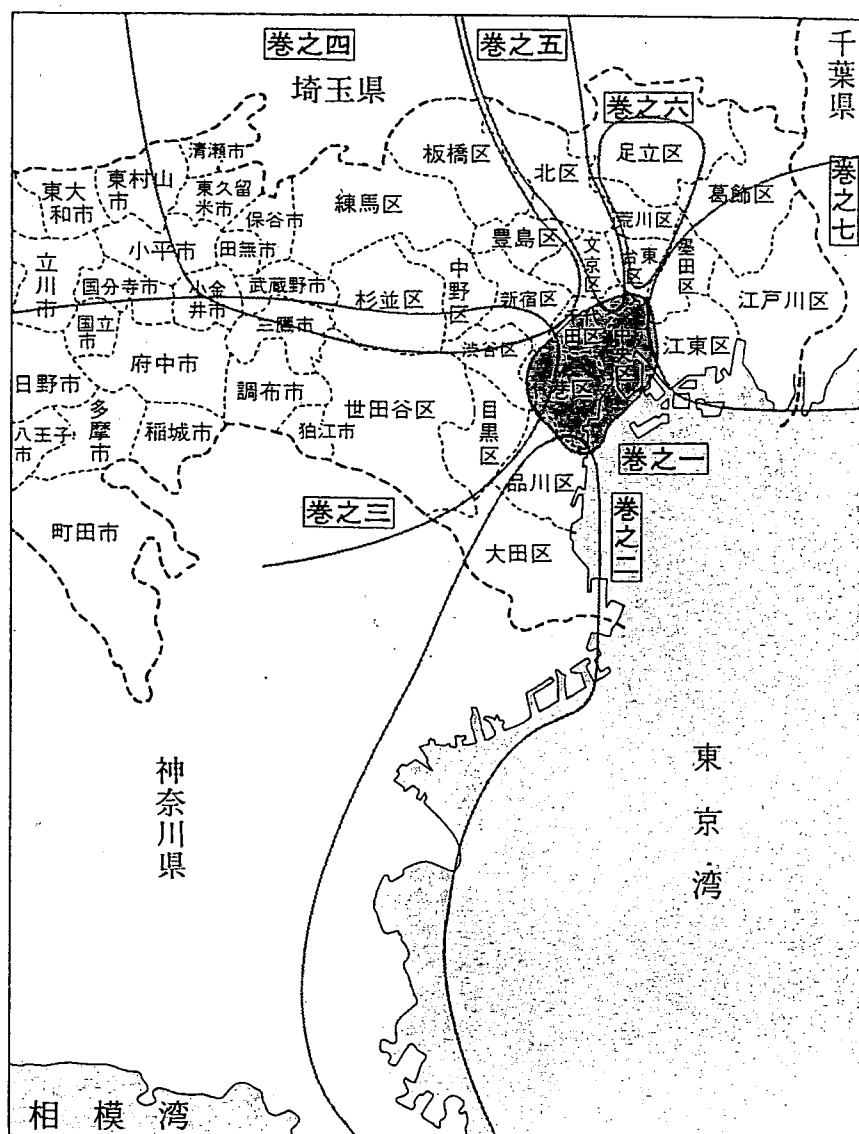 巻之四
巻之五
千葉県
埼玉県
巻之六
清瀬市
板橋区
北区
足立区
巻之七
東大和市
東村山市
東久留米市
保谷市
練馬区
葛飾区
荒川区
小平市
田無市
豊島区
文京区
台東区
墨田区
立川市
国分寺市
小金井市
武蔵野市
杉並区
中野区
新宿区
江戸川区
国立市
三鷹市
渋谷区
田区
中央区
江東区
府中市
日野市
調布市
世田谷区
目黒区
港区
八王子市
多摩市
稲城市
狛江市
巻之一
品川区
巻之三
巻之二
町田市
大田区
神奈川県
東京湾
相模湾